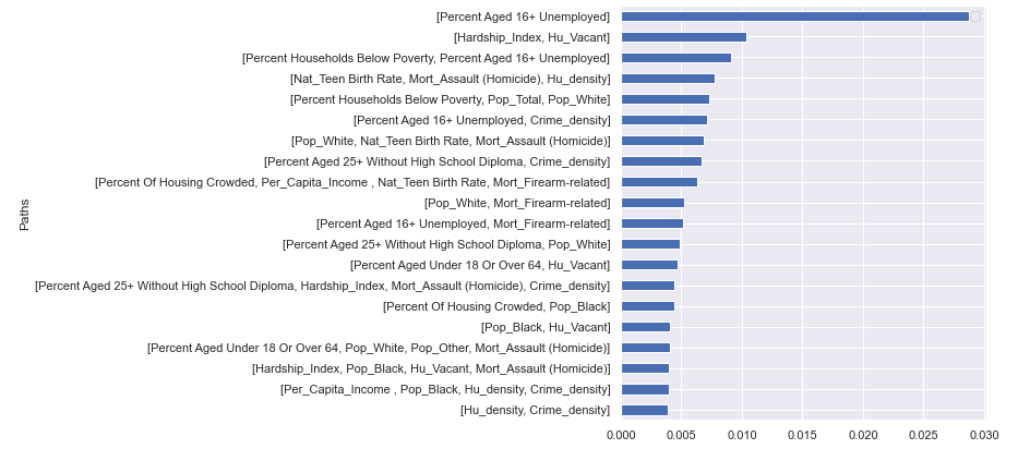 [Percent Aged 16+ Unemployed]
[Hardship_Index, Hu_Vacant]
[Percent Households Below Poverty, Percent Aged 16+ Unemployed]
[Nat_Teen Birth Rate, Mort_Assault (Homicide), Hu_density]
[Percent Households Below Poverty, Pop_Total, Pop_White]
[Percent Aged 16+ Unemployed, Crime_density]
[Pop_White, Nat_Teen Birth Rate, Mort_Assault (Homicide)]
[Percent Aged 25+ Without High School Diploma, Crime_density]
[Percent Of Housing Crowded, Per_Capita_Income , Nat_Teen Birth Rate, Mort_Firearm-related]
[Pop_White, Mort_Firearm-related]
[Percent Aged 16+ Unemployed, Mort_Firearm-related]
[Percent Aged 25+ Without High School Diploma, Pop_White]
[Percent Aged Under 18 Or Over 64, Hu_Vacant]
[Percent Aged 25+ Without High School Diploma, Hardship_Index, Mort_Assault (Homicide), Crime_density]
[Percent Of Housing Crowded, Pop_Black]
[Pop_Black, Hu_Vacant]
[Percent Aged Under 18 Or Over 64, Pop_White, Pop_Other, Mort_Assault (Homicide)]
[Hardship_Index, Pop_Black, Hu_Vacant, Mort_Assault (Homicide)]
[Per_Capita_Income , Pop_Black, Hu_density, Crime_density]
[Hu_density, Crime_density]
Paths
0.000 0.005 0.010 0.015 0.020 0.025 0.030